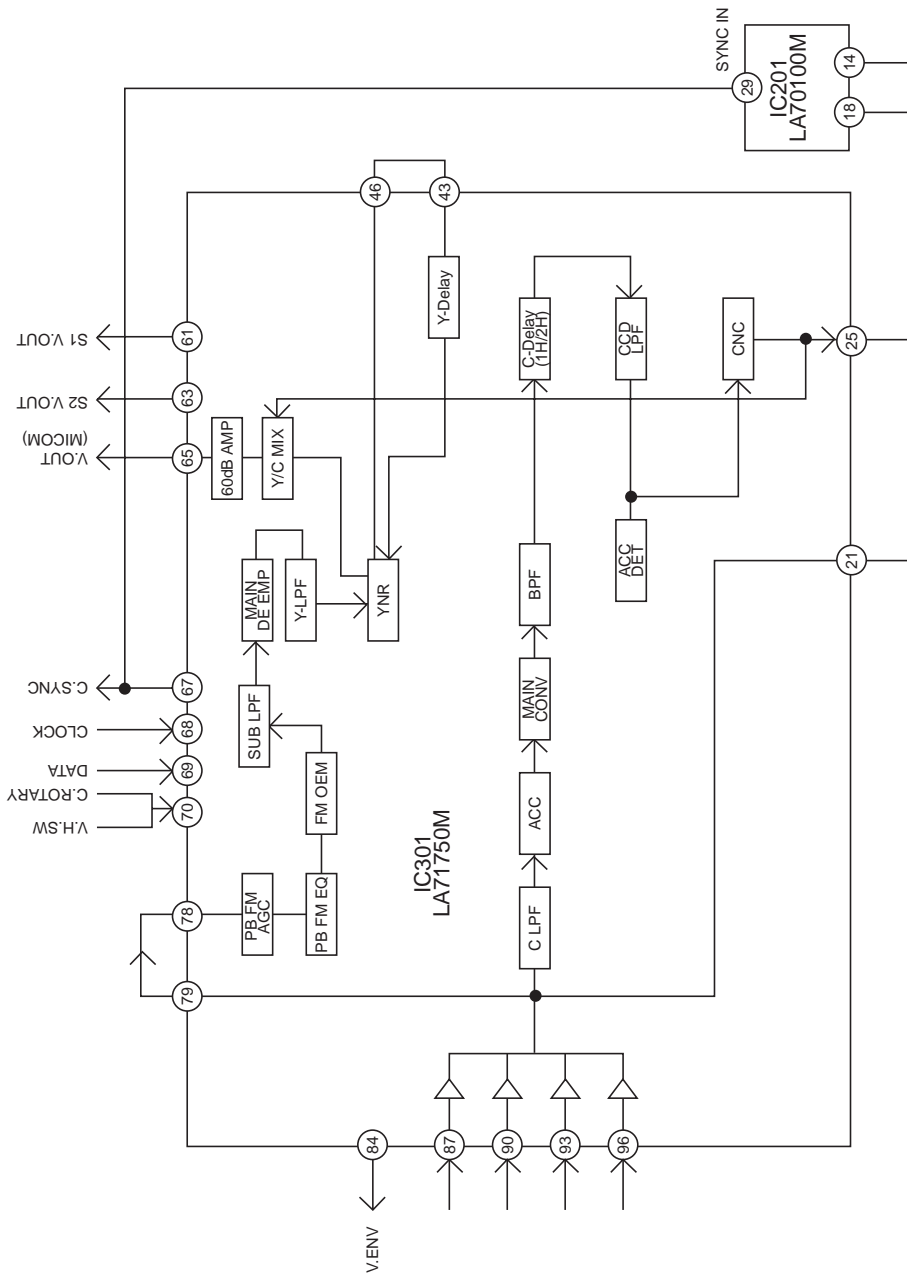 S1 V.OUT
S2 V.OUT
V.OUT
(MICOM)
C.SYNC
CLOCK
DATA
C.ROTARY
V.H.SW
V.ENV
SYNC IN
61
63
65
67
68
69
70
78
79
84
87
90
93
96
46
43
29
18
14
25
21
PB FM
AGC
PB FM EQ
FM OEM
SUB LPF
MAIN
DE EMP
Y-LPF
YNR
60dB AMP
Y/C MIX
Y-Delay
C LPF
ACC
MAIN
CONV
BPF
C-Delay
(1H/2H)
CCD
LPF
ACC
DET
CNC
IC301
LA71750M
IC201
LA70100M